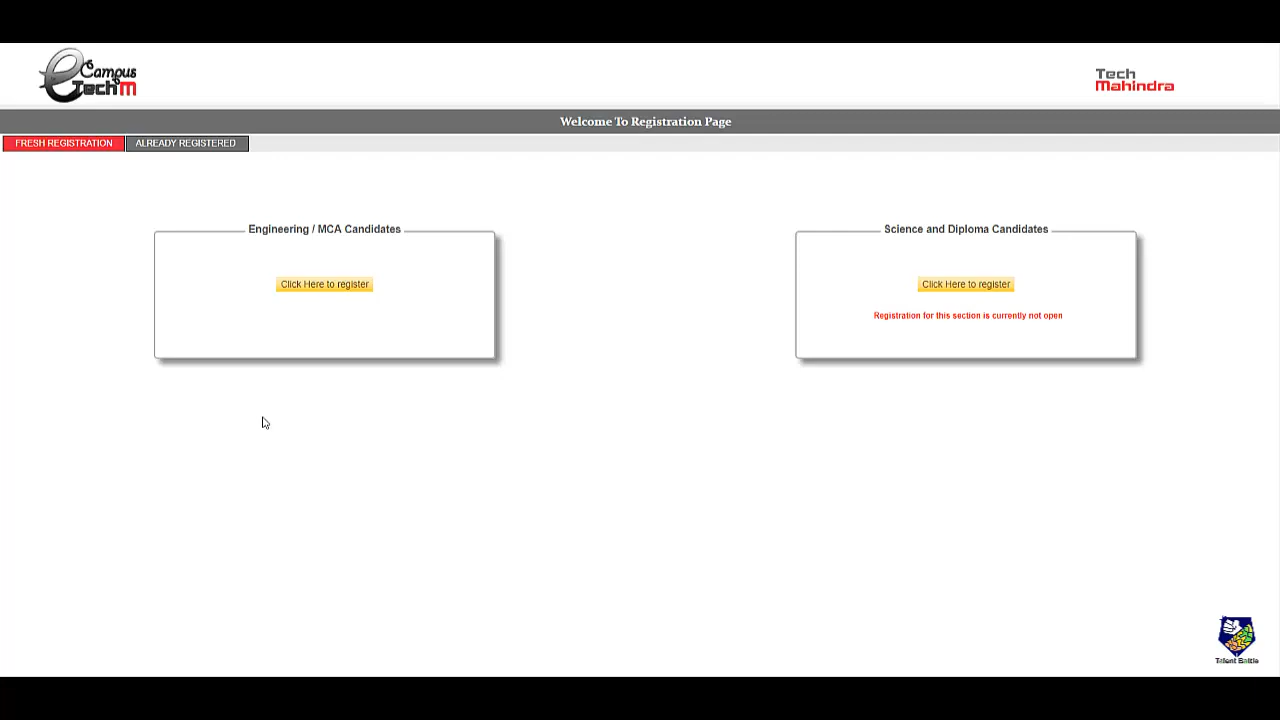 e Campus
TechM
Tech
Mahindra
Welcome To Registration Page
FRESH REGISTRATION
ALREADY REGISTERED
Engineering / MCA Candidates
Click Here to register
Science and Diploma Candidates
Click Here to register
Registration for this section is currently not open
Talent Battle